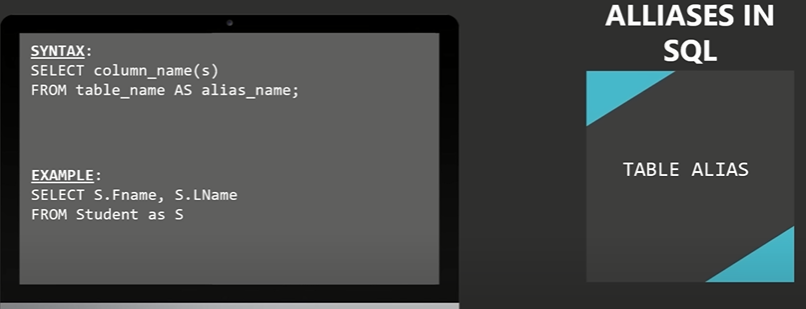 SYNTAX:
SELECT column_name(s)
FROM table_name AS alias_name;
EXAMPLE:
SELECT S.Fname, S.LName
FROM Student as S
ALLIASES IN
SQL
TABLE ALIAS